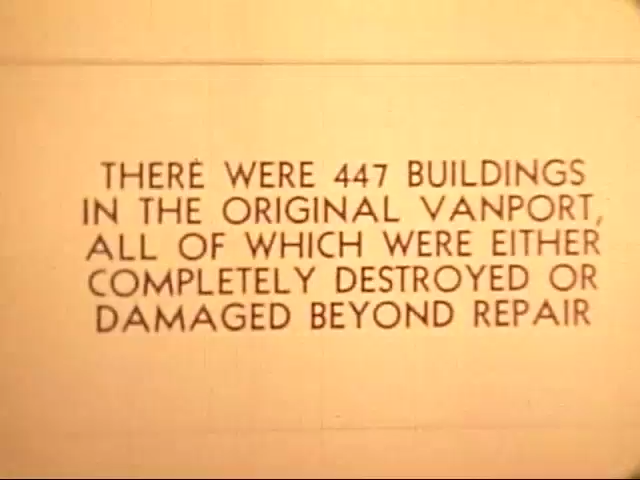 THERE WERE 447 BUILDINGS
IN THE ORIGINAL VANPORT,
ALL OF WHICH WERE EITHER
COMPLETELY DESTROYED OR
DAMAGED BEYOND REPAIR